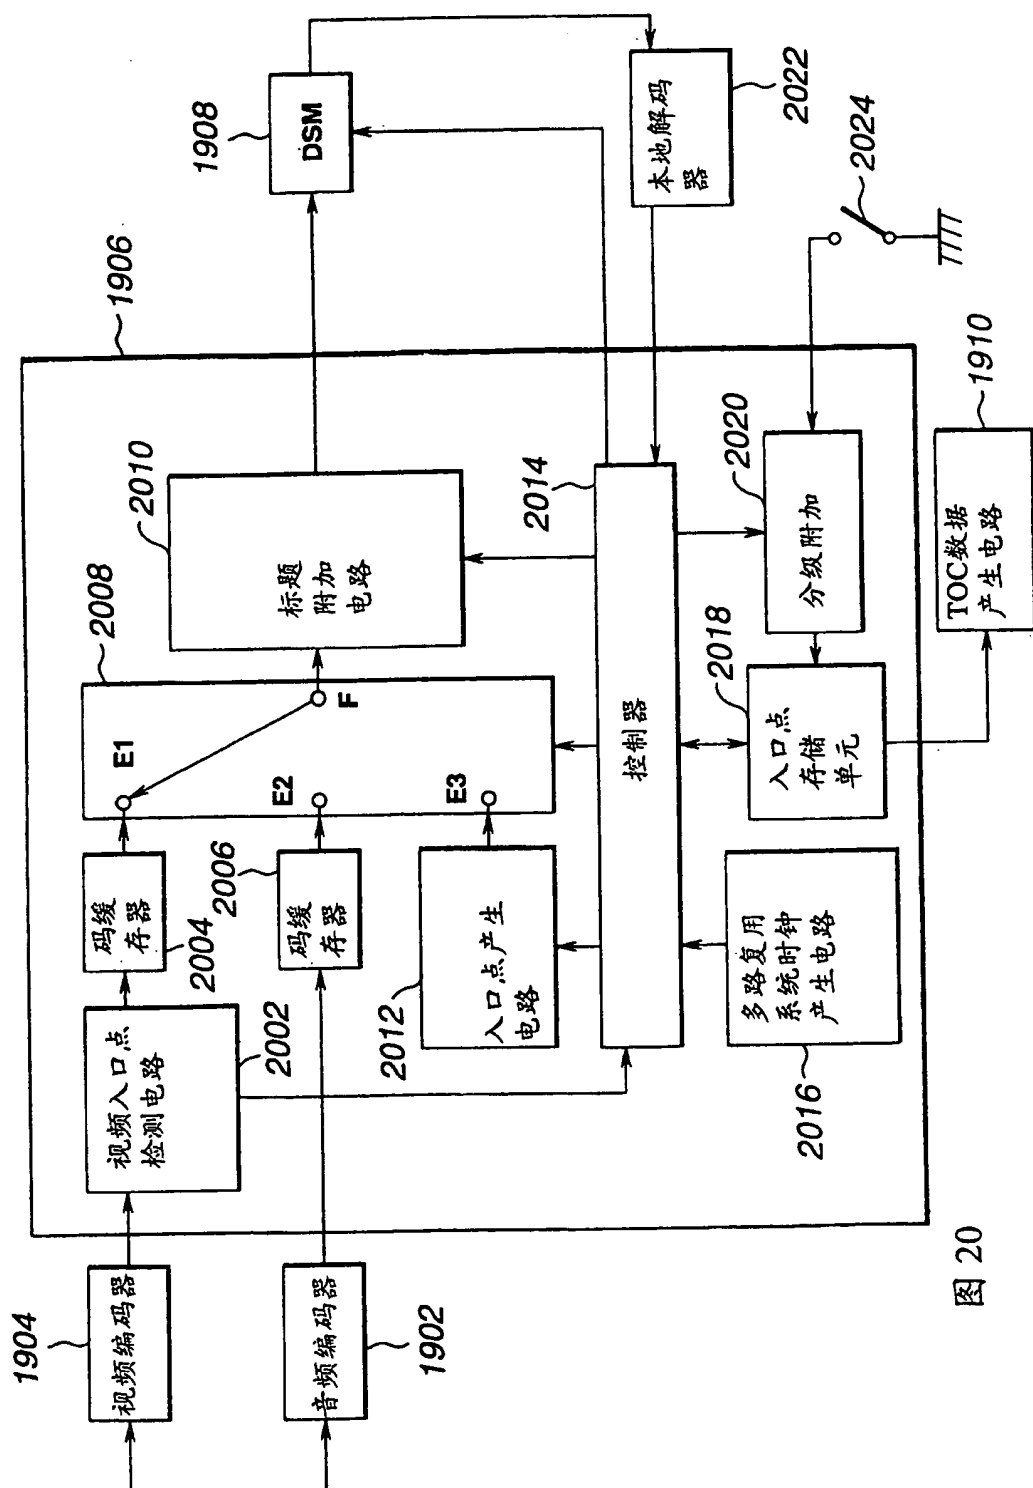 1904
视频编码器
1902
音频编码器
1906
视频入口点
检测电路
2002
码缓
存器
2004
码缓
存器
2006
2008
E1
E2
E3
F
标题
附加
电路
2010
入口点产生
电路
2012
控制器
2014
多路复用
系统时钟
产生电路
2016
入口点
存储
单元
2018
分级附加
2020
DSM
1908
本地解码
器
2022
2024
TOC数据
产生电路
1910
图 20